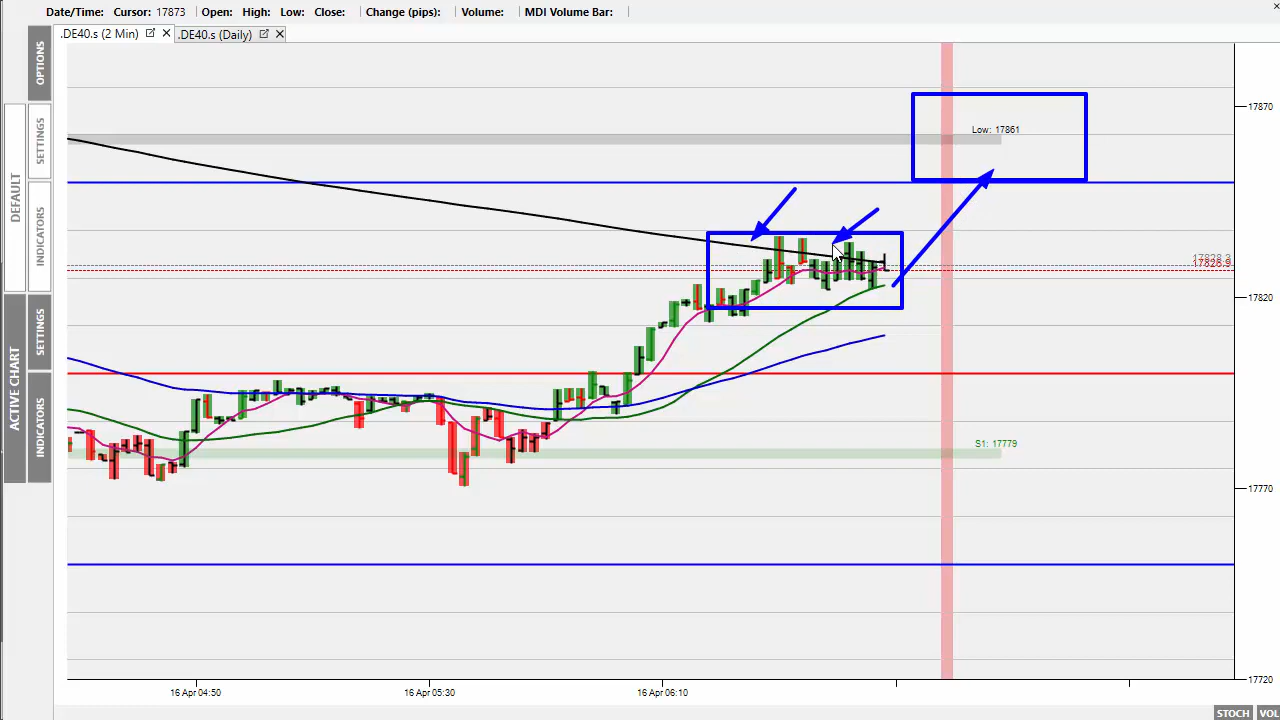 Date/Time: Cursor: 17873 Open: High: Low: Close: Change (pips): Volume: MDI Volume Bar:
.DE40.s (2 Min) .DE40.s (Daily)
OPTIONS
SETTINGS
DEFAULT
INDICATORS
SETTINGS
ACTIVE CHART
INDICATORS
17870
Low: 17861
17820
S1: 17779
17770
17720
16 Apr 04:50 16 Apr 05:30 16 Apr 06:10
STOCH VOL